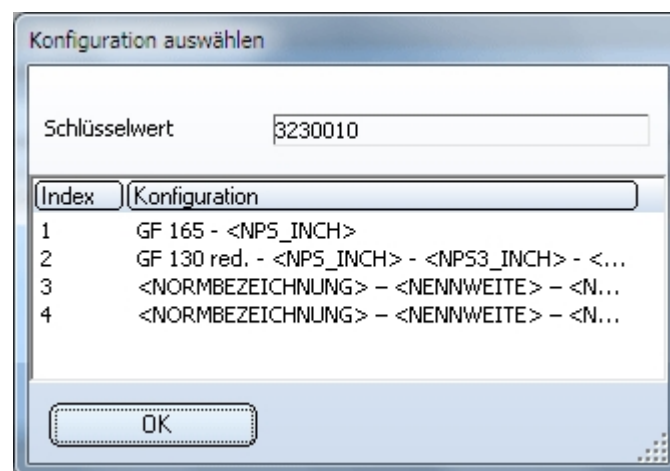 Konfiguration auswählen
Schlüsselwert 3230010
Index Konfiguration
1 GF 165 - <NPS_INCH>
2 GF 130 red. - <NPS_INCH> - <NPS3_INCH> - <...
3 <NORMBEZEICHNUNG> – <NENNWEITE> – <N...
4 <NORMBEZEICHNUNG> – <NENNWEITE> – <N...
OK